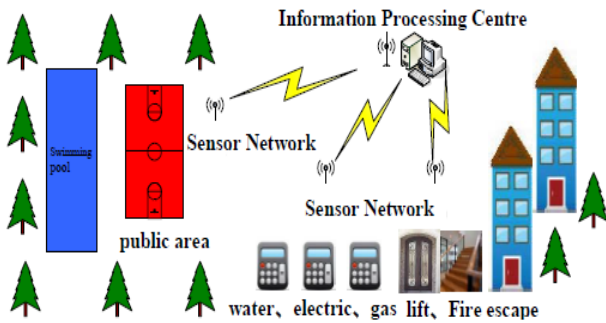 Information Processing Centre
Swimming
pool
Sensor Network
Sensor Network
public area
water、electric、gas
lift、Fire escape